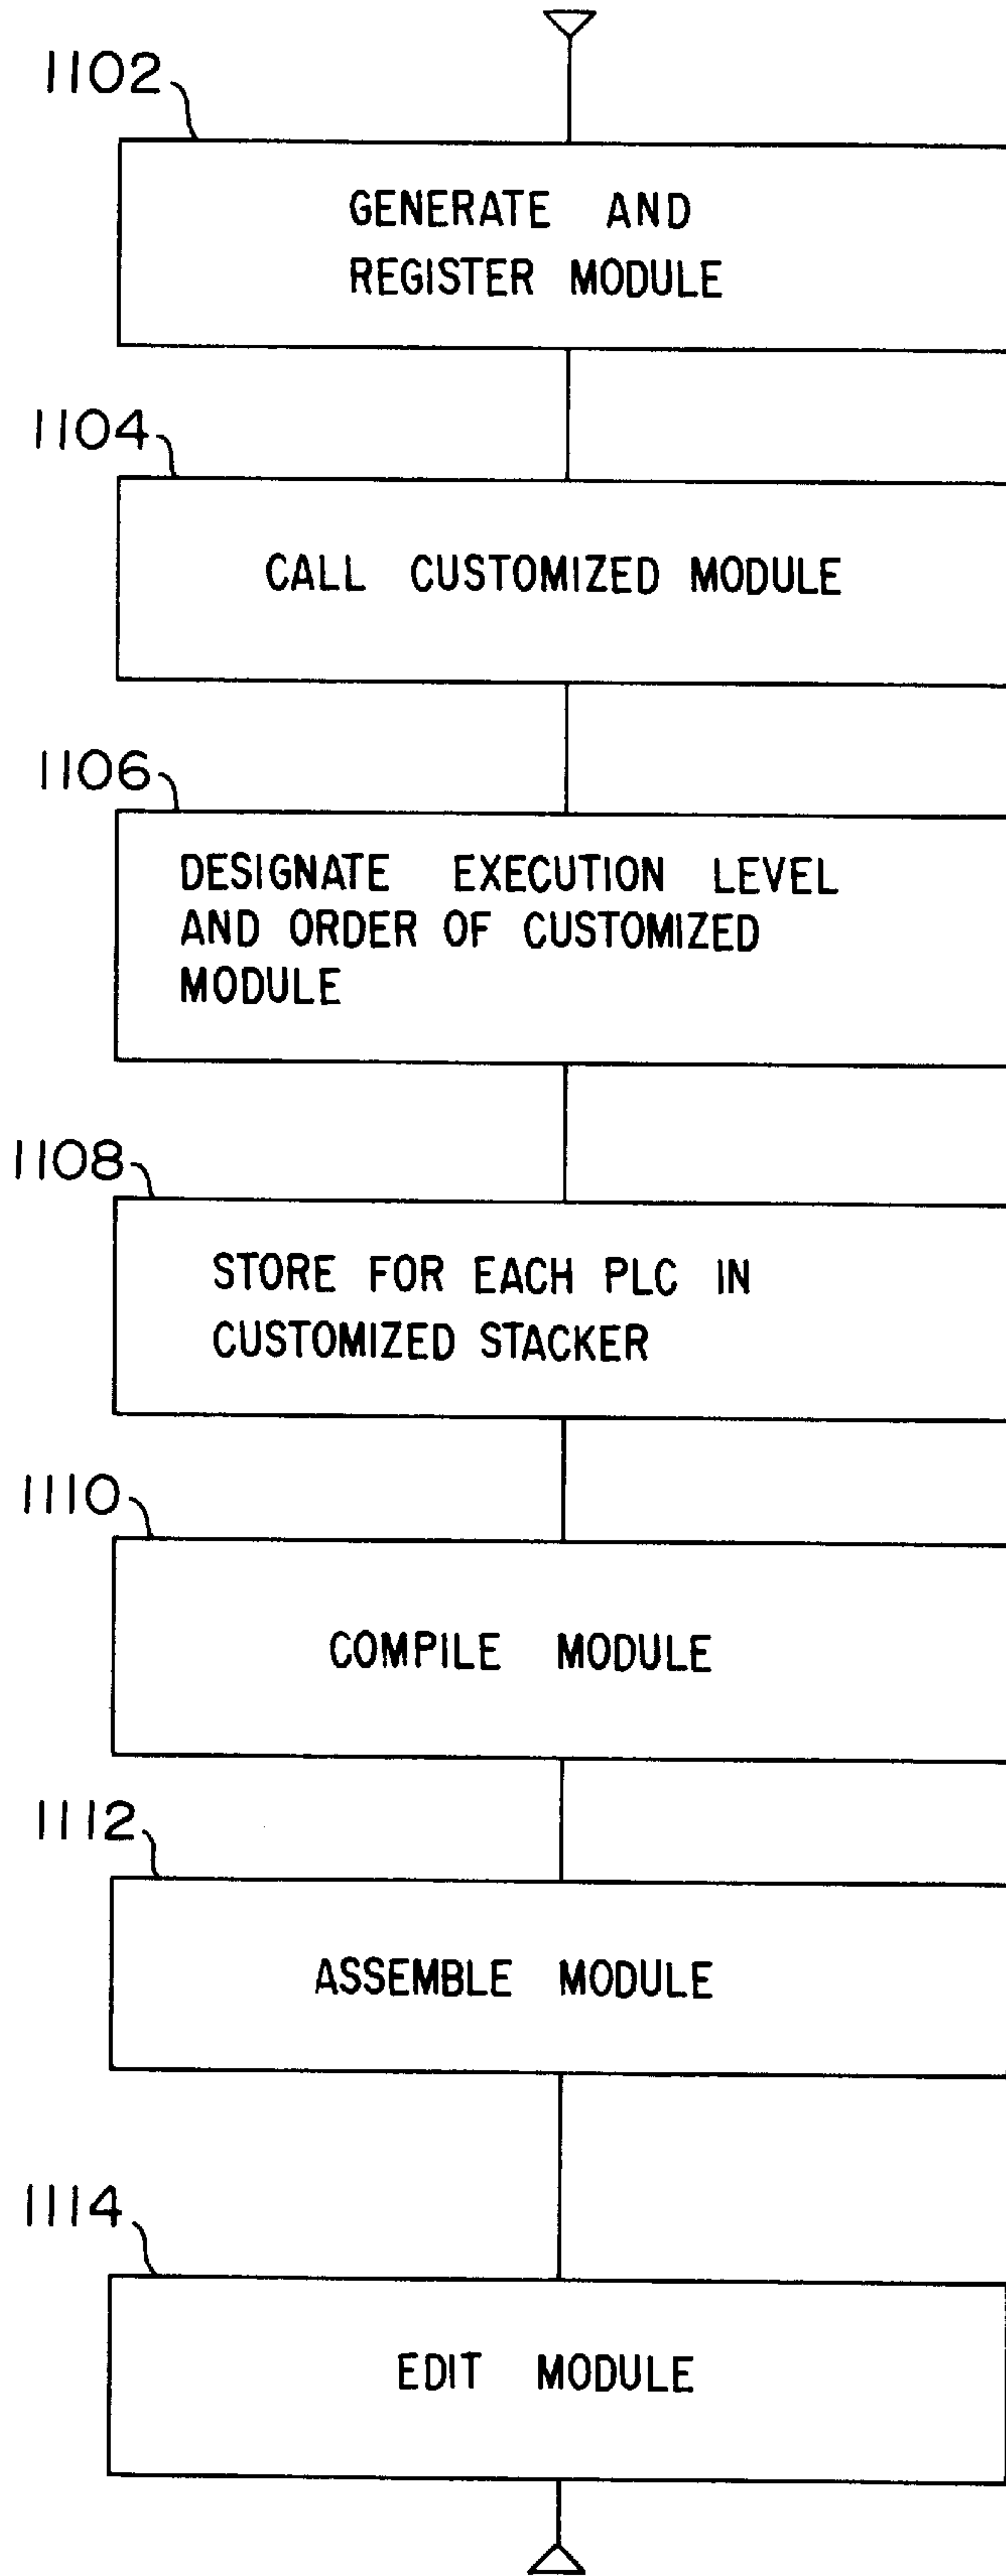 1102
GENERATE AND
REGISTER MODULE
1104
CALL CUSTOMIZED MODULE
1106
DESIGNATE EXECUTION LEVEL
AND ORDER OF CUSTOMIZED
MODULE
1108
STORE FOR EACH PLC IN
CUSTOMIZED STACKER
1110
COMPILE MODULE
1112
ASSEMBLE MODULE
1114
EDIT MODULE